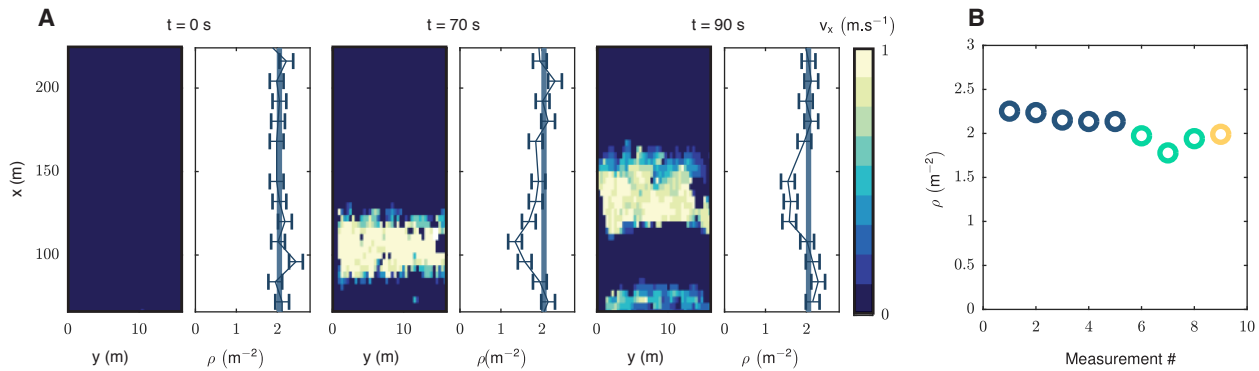 A
t = 0 s
t = 70 s
t = 90 s
v_x (m.s⁻¹)
B
200
150
100
x (m)
0 10
y (m)
0 1 2
ρ (m⁻²)
0 10
y (m)
0 1 2
ρ(m⁻²)
0 10
y (m)
0 1 2
ρ (m⁻²)
1
0
3
2.5
2
1.5
1
0.5
0
ρ (m⁻²)
0 2 4 6 8 10
Measurement #